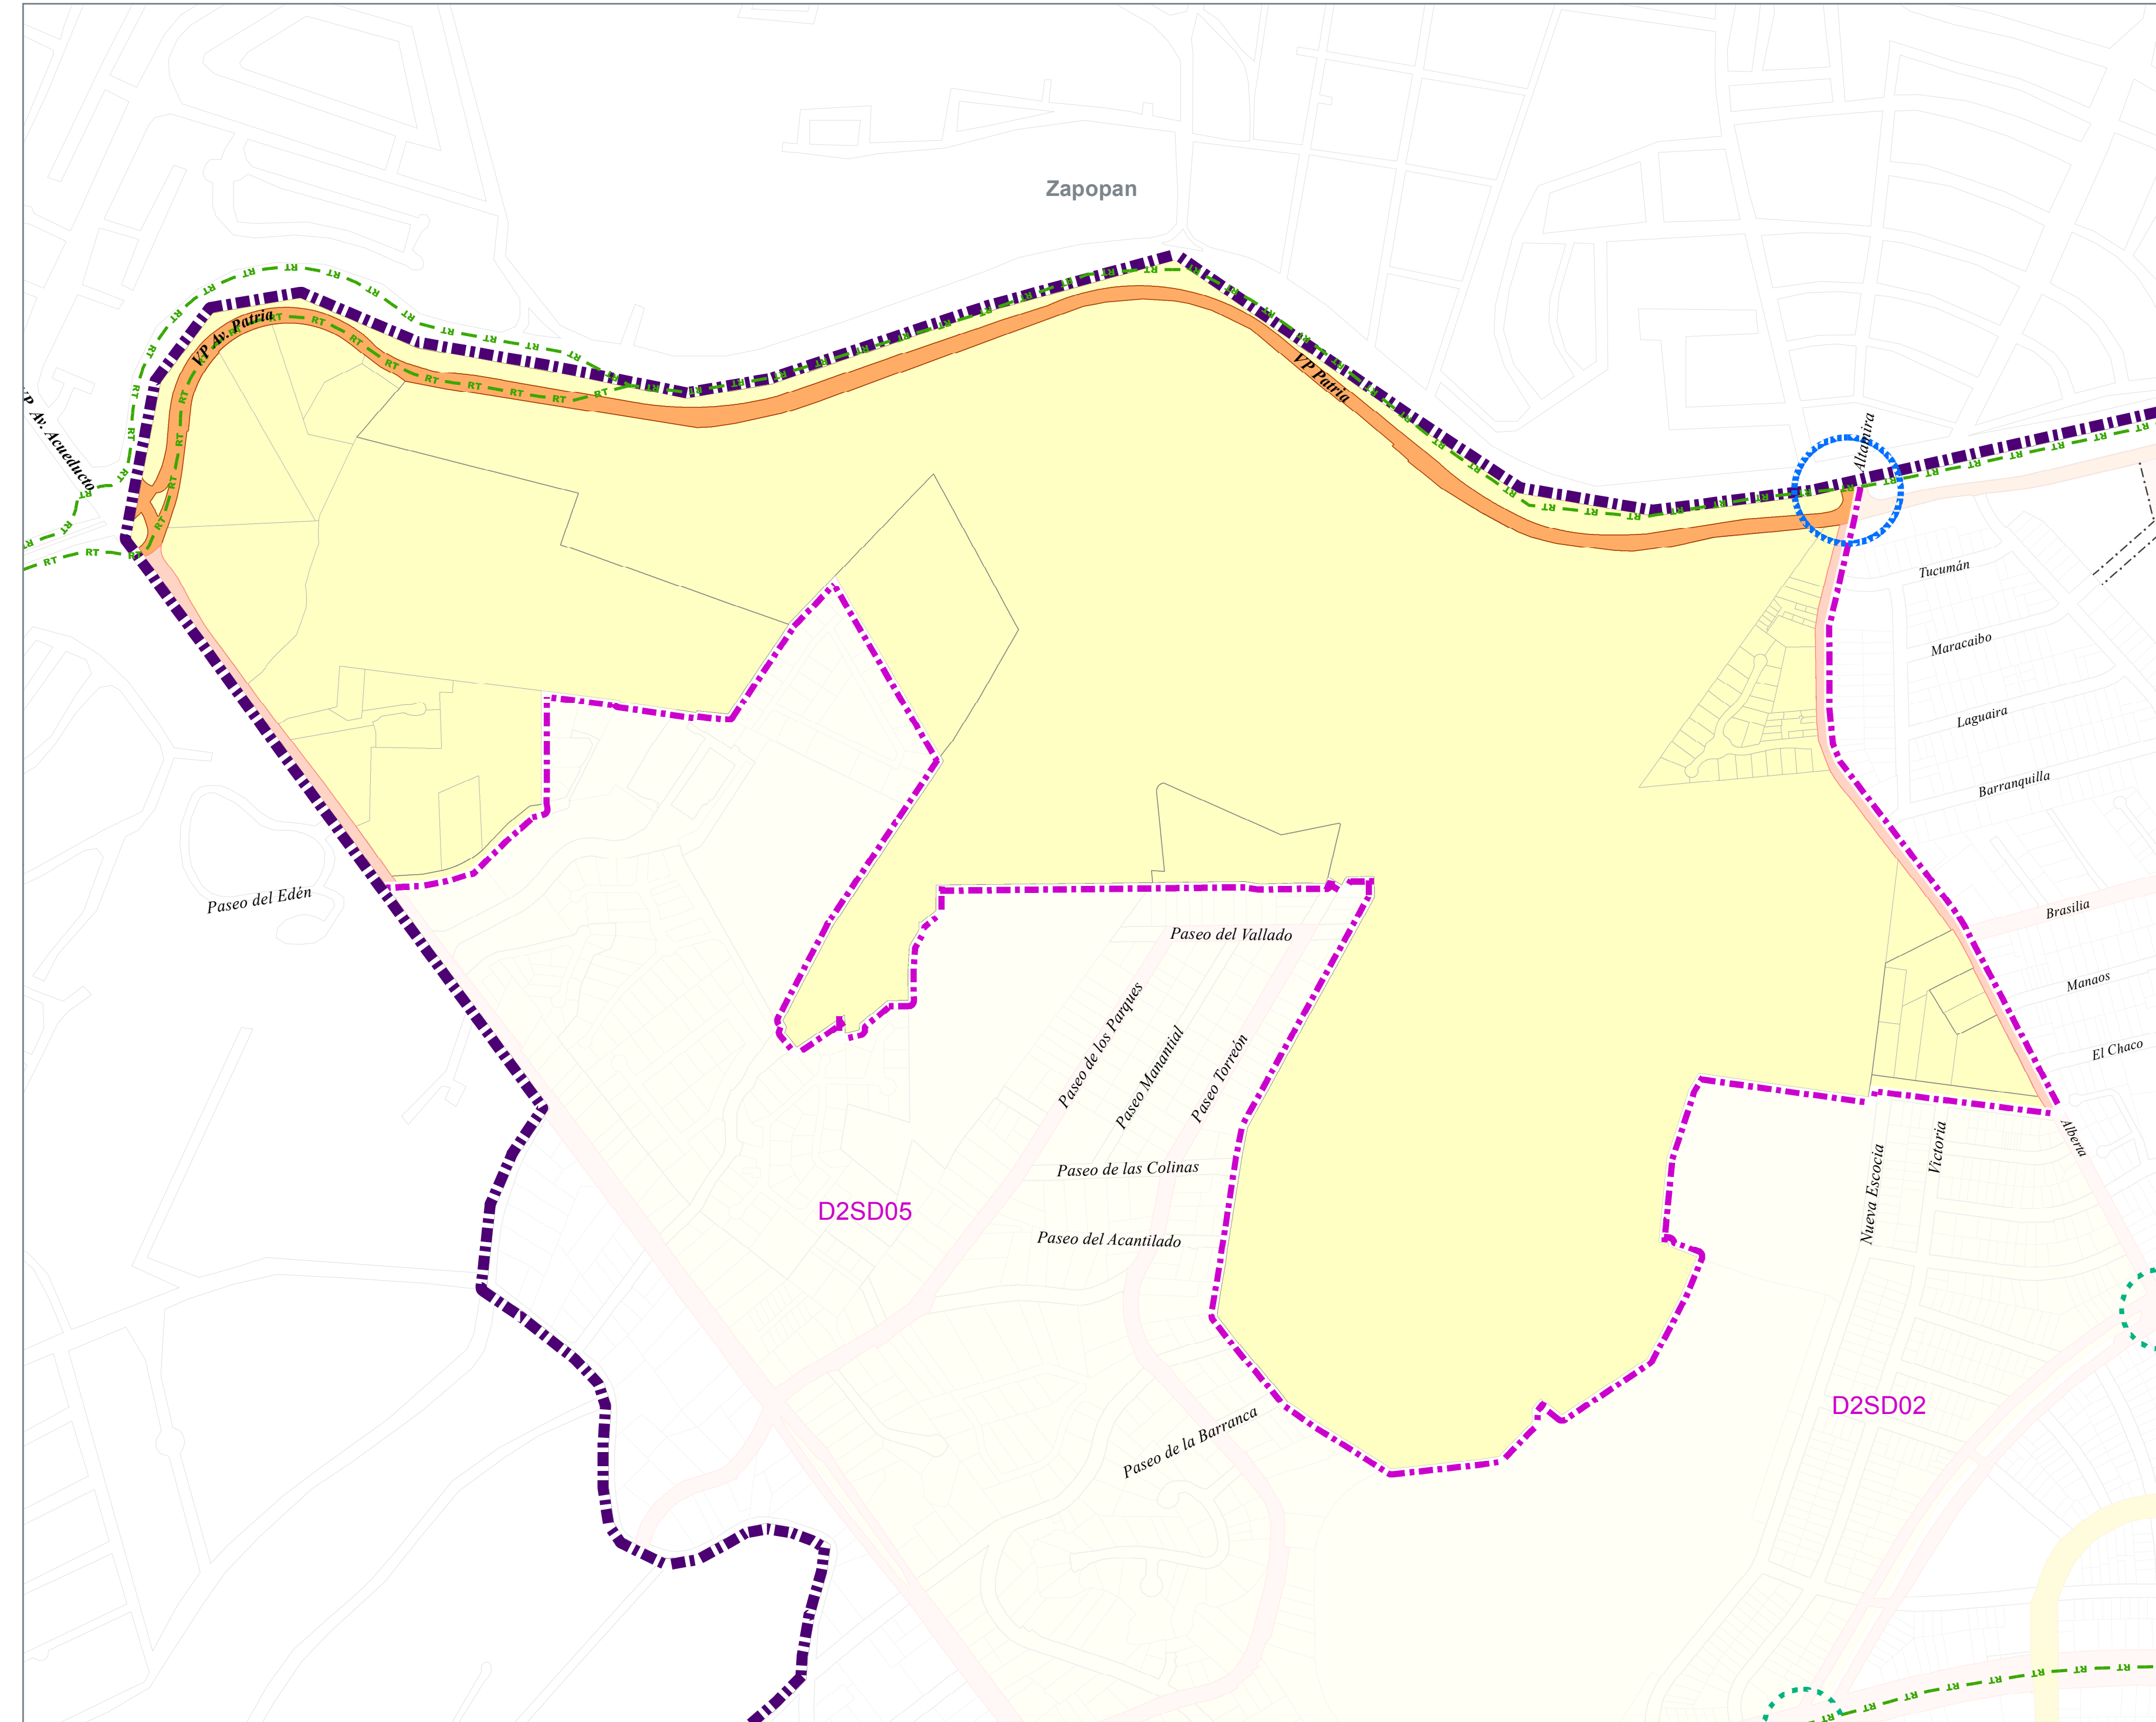 Zapopan
VP Av. Patria
VP Patria
Altamira
VP. Av. Acueducto
Tucumán
Maracaibo
Laguaira
Barranquilla
Paseo del Edén
Brasilia
Paseo del Vallado
Manaos
Paseo de los Parques
Paseo Manantial
Paseo Torreón
El Chaco
Alberta
Victoria
Nueva Escocia
Paseo de las Colinas
D2SD05
Paseo del Acantilado
D2SD02
Paseo de la Barranca
RT